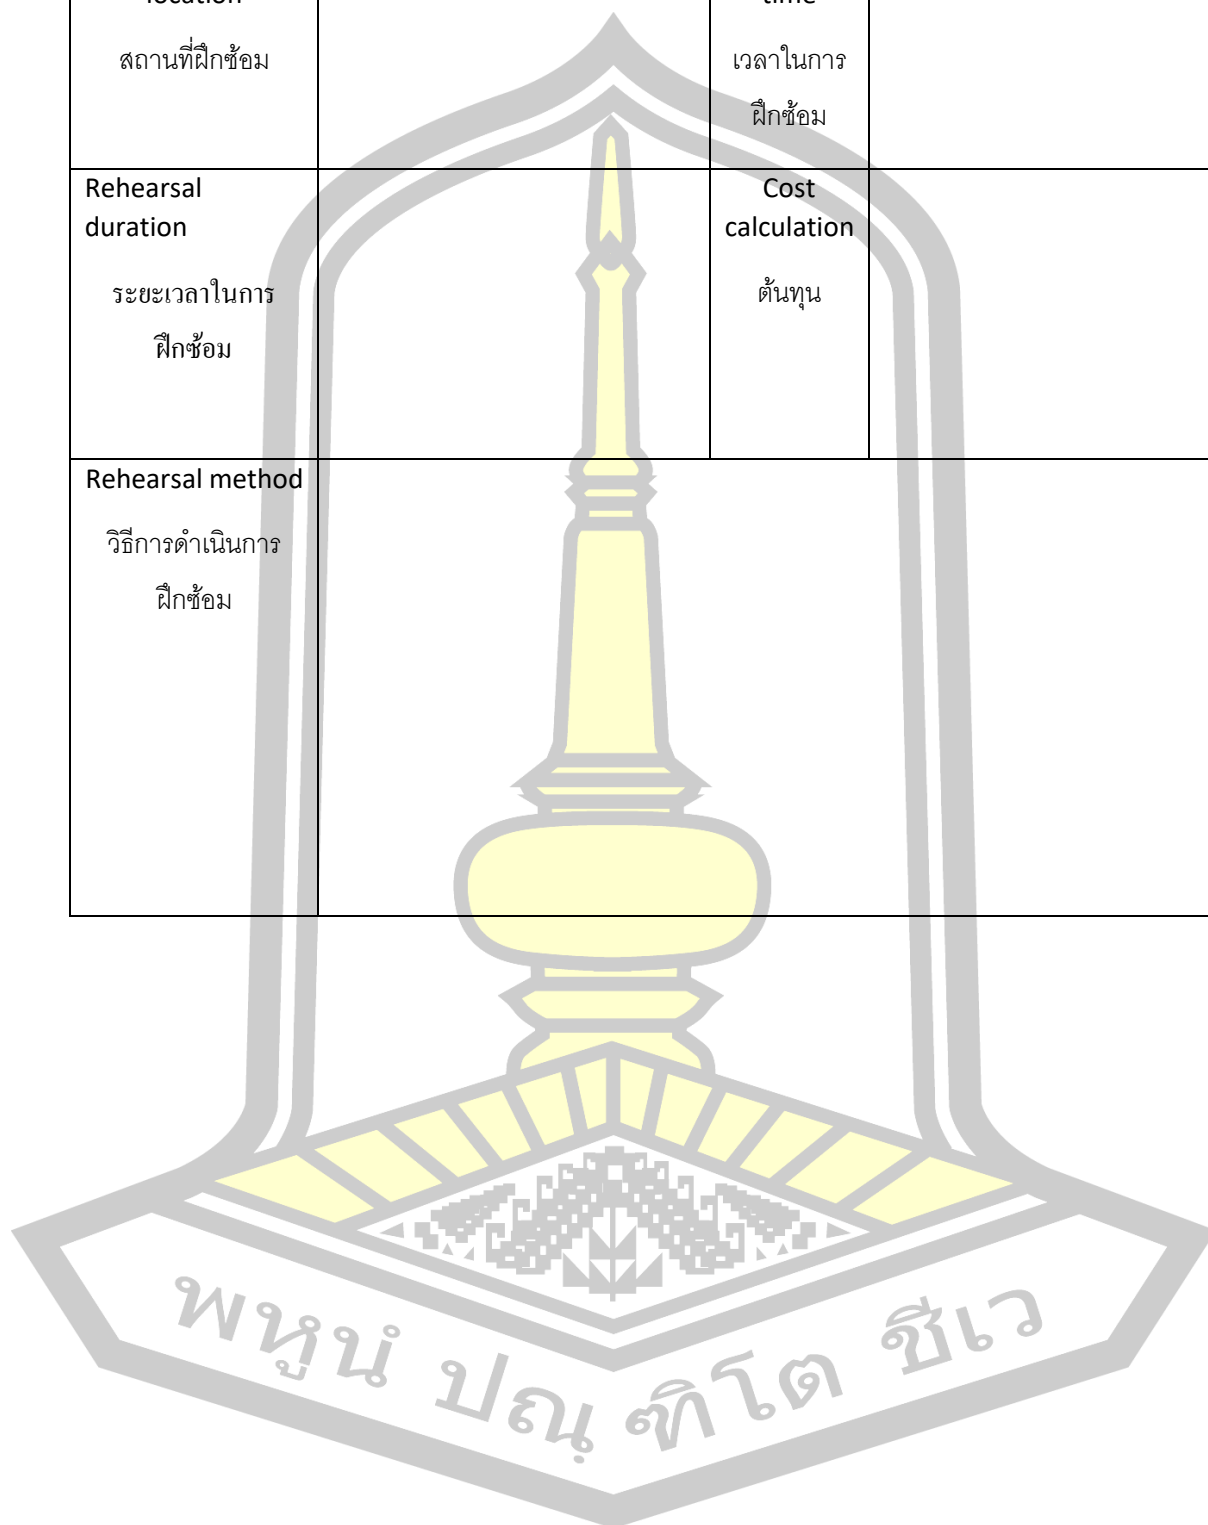 location
time
สถานที่ฝึกซ้อม
เวลาในการ
ฝึกซ้อม
Rehearsal
duration
ระยะเวลาในการ
ฝึกซ้อม
Cost
calculation
ต้นทุน
Rehearsal method
วิธีการดำเนินการ
ฝึกซ้อม
พหูนํ ปณฺฑิโต ชีเว